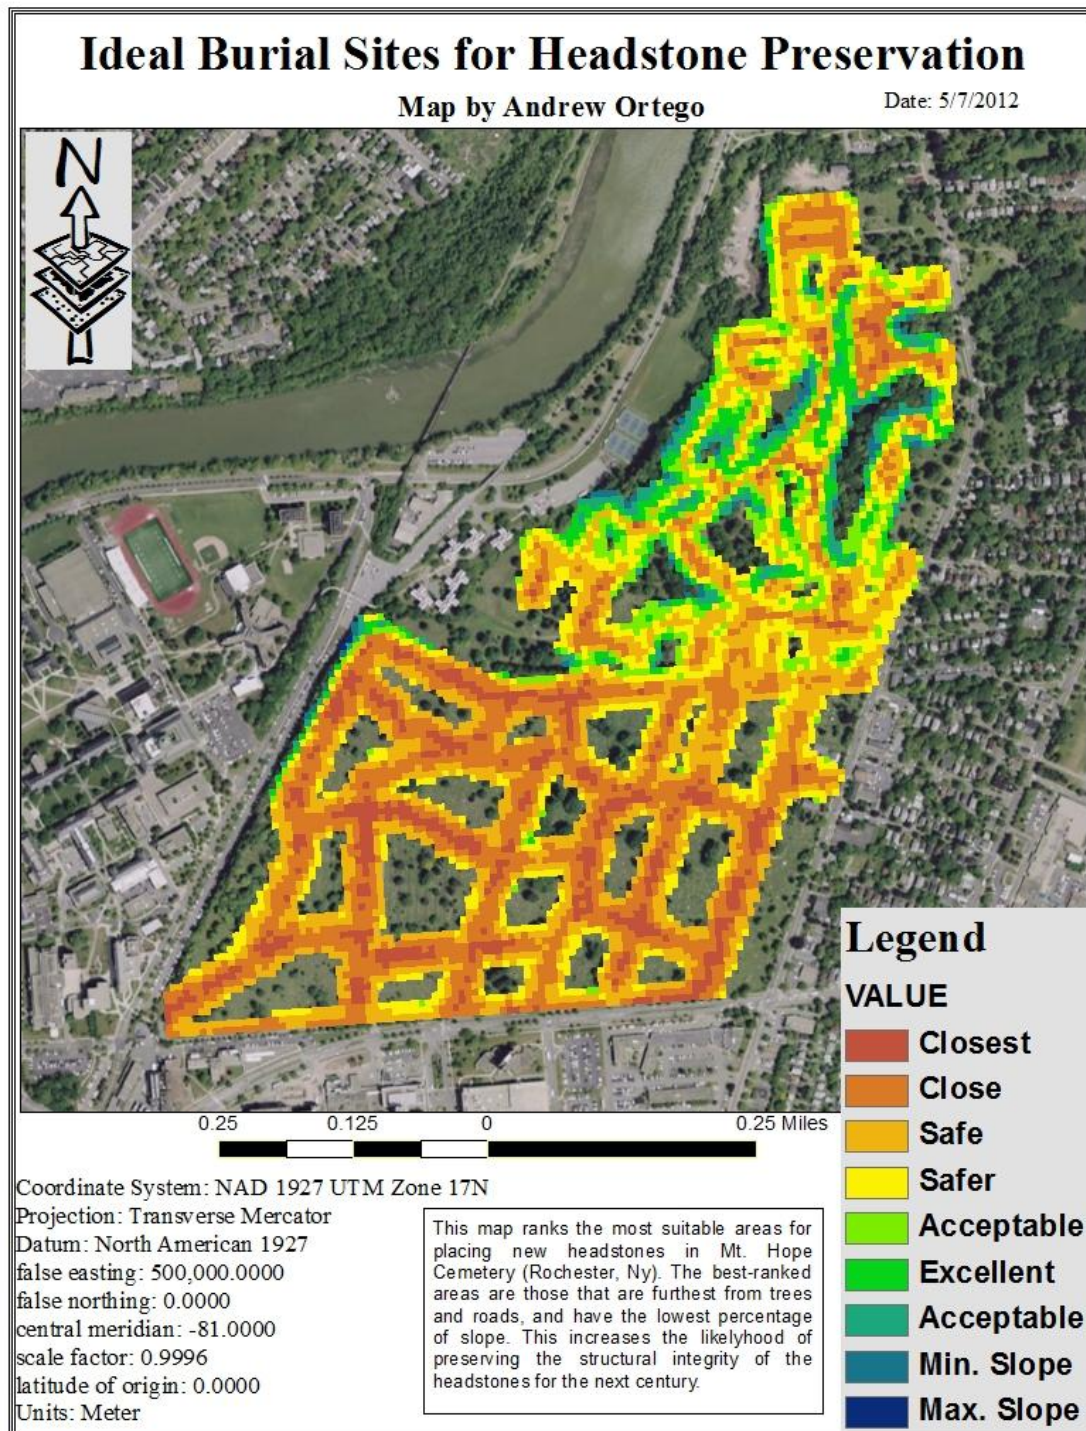 Ideal Burial Sites for Headstone Preservation
Map by Andrew Ortego
Date: 5/7/2012
N
Legend
VALUE
Closest
Close
Safe
Safer
Acceptable
Excellent
Acceptable
Min. Slope
Max. Slope
0.25 0.125 0 0.25 Miles
Coordinate System: NAD 1927 UTM Zone 17N
Projection: Transverse Mercator
Datum: North American 1927
false easting: 500,000.0000
false northing: 0.0000
central meridian: -81.0000
scale factor: 0.9996
latitude of origin: 0.0000
Units: Meter
This map ranks the most suitable areas for
placing new headstones in Mt. Hope
Cemetery (Rochester, Ny). The best-ranked
areas are those that are furthest from trees
and roads, and have the lowest percentage
of slope. This increases the likelyhood of
preserving the structural integrity of the
headstones for the next century.